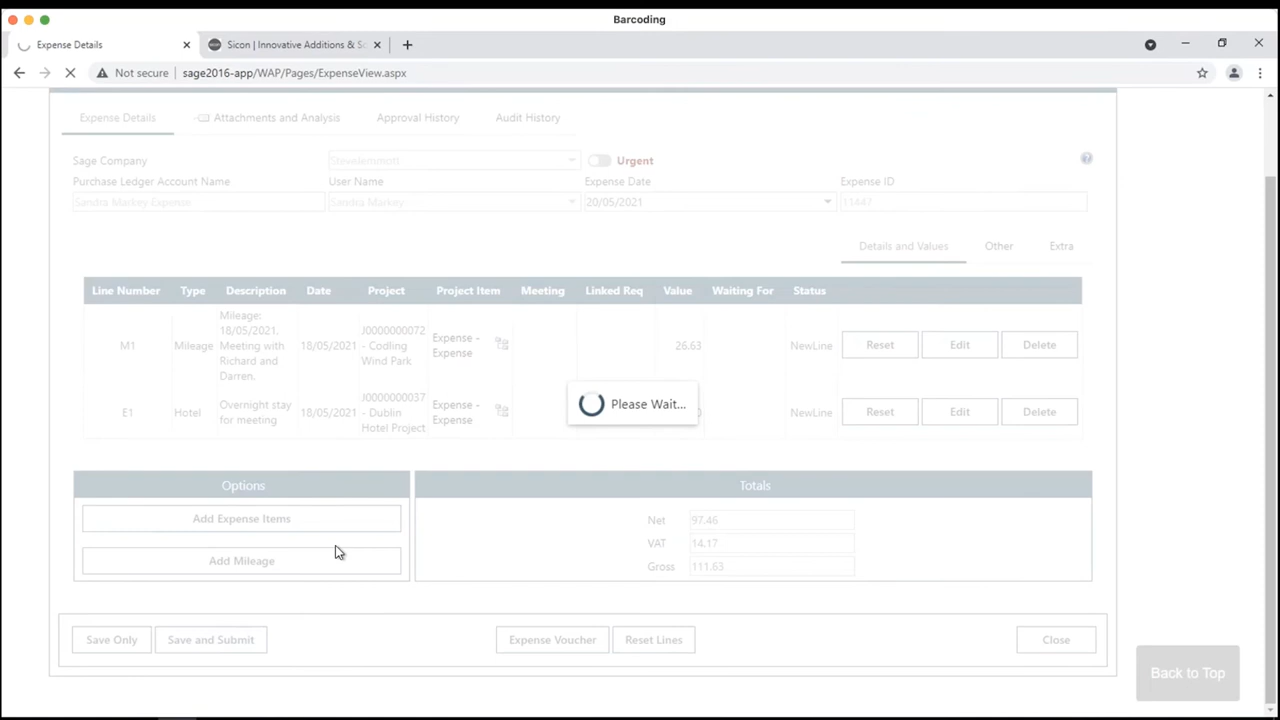 Barcoding
Expense Details
Sicon | Innovative Additions & S
Not secure | sage2016-app/WAP/Pages/ExpenseView.aspx
Expense Details Attachments and Analysis Approval History Audit History
Sage Company Urgent
Purchase Ledger Account Name User Name Expense Date Expense ID
Sandra Markey Expense Sandra Markey 20/05/2021 11447
Details and Values Other Extra
Line Number Type Description Date Project Project Item Meeting Linked Req Value Waiting For Status
M1 Mileage
Mileage:
18/05/2021.
Meeting with
Richard and
Darren.
18/05/2021
J0000000072
- Codling
Wind Park
Expense -
Expense
26.63 NewLine Reset Edit Delete
E1 Hotel
Overnight stay
for meeting
18/05/2021
J0000000037
- Dublin
Hotel Project
Expense -
Expense
NewLine Reset Edit Delete
Please Wait...
Options
Add Expense Items
Add Mileage
Totals
Net 97.46
VAT 14.17
Gross 111.63
Save Only Save and Submit Expense Voucher Reset Lines Close
Back to Top